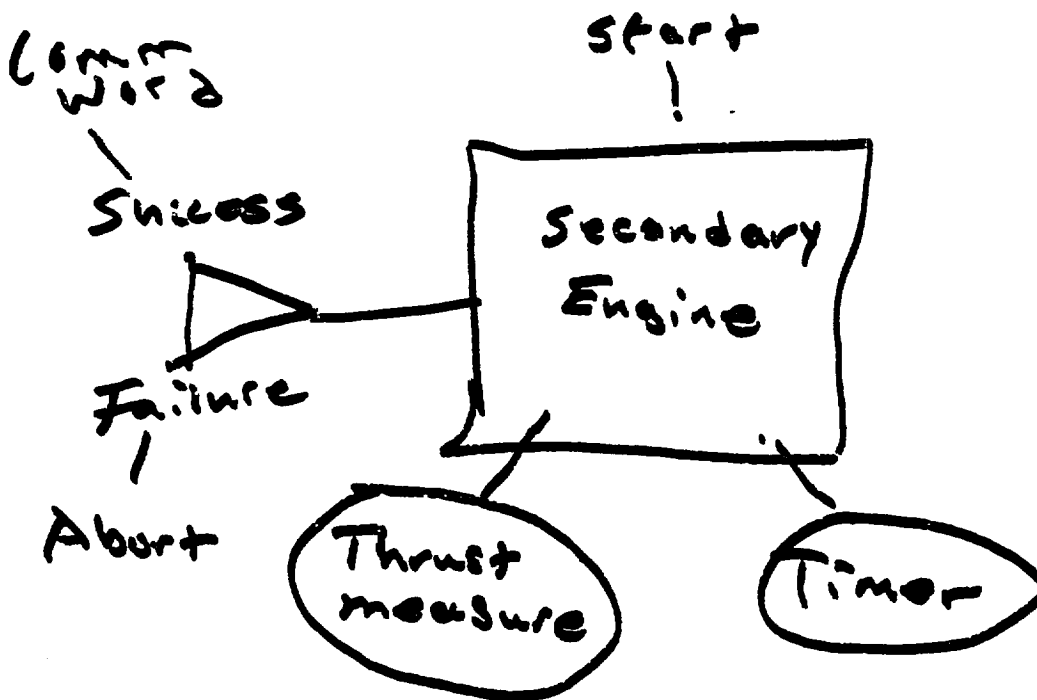 start
Comm
Word
Success
Secondary
Engine
Failure
Abort
Thrust
measure
Timer